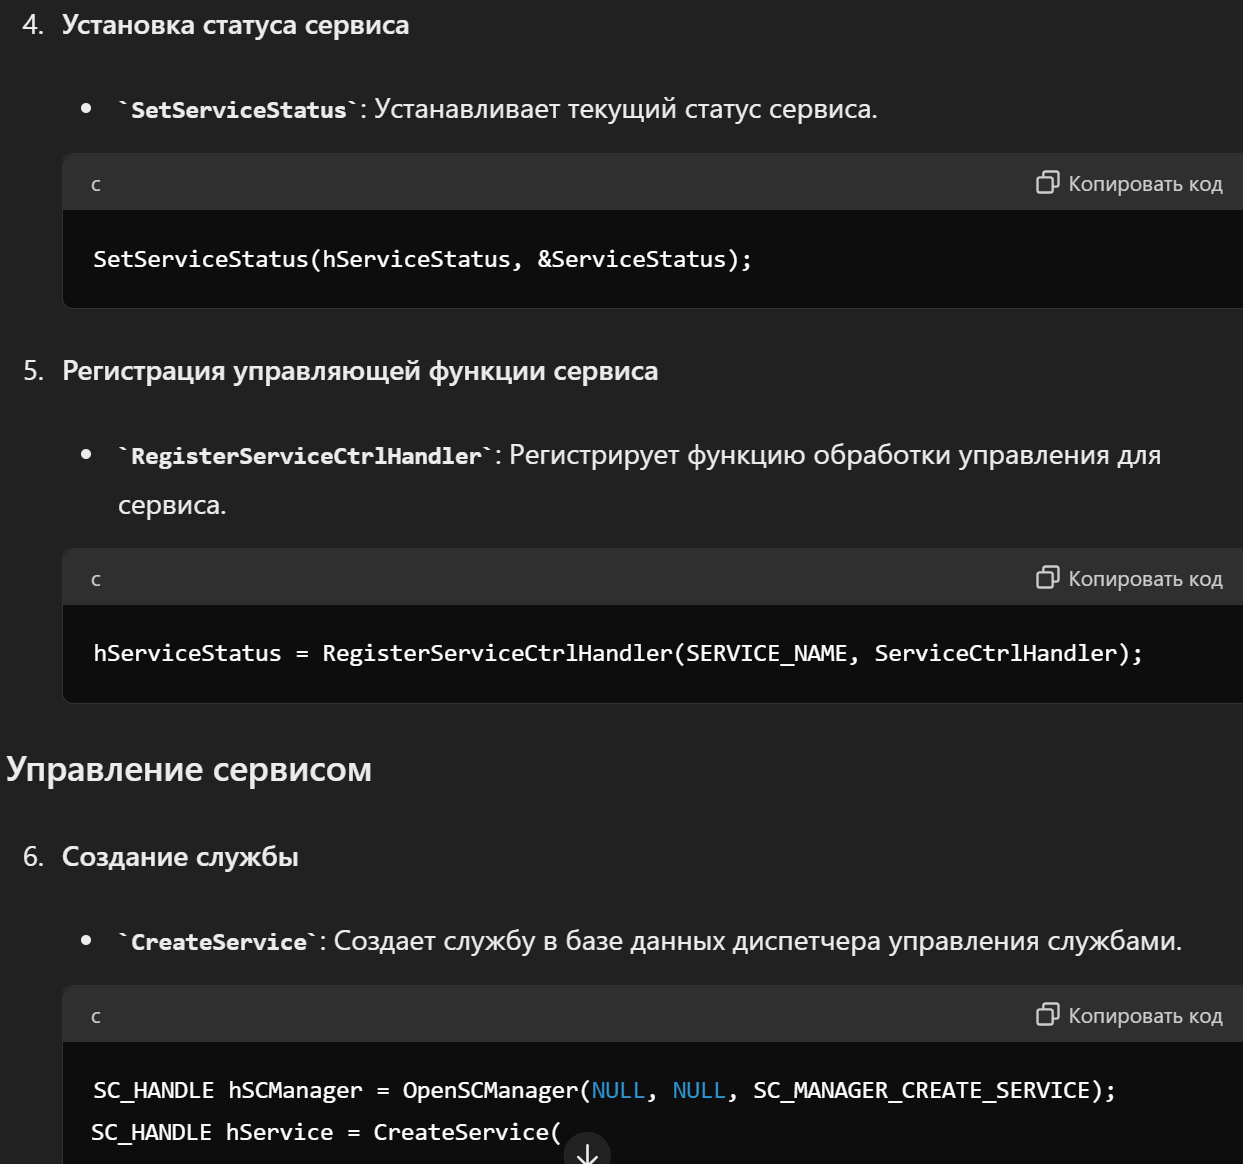 4. Установка статуса сервиса
• `SetServiceStatus`: Устанавливает текущий статус сервиса.
c Копировать код
SetServiceStatus(hServiceStatus, &ServiceStatus);
5. Регистрация управляющей функции сервиса
• `RegisterServiceCtrlHandler`: Регистрирует функцию обработки управления для
сервиса.
c Копировать код
hServiceStatus = RegisterServiceCtrlHandler(SERVICE_NAME, ServiceCtrlHandler);
Управление сервисом
6. Создание службы
• `CreateService`: Создает службу в базе данных диспетчера управления службами.
c Копировать код
SC_HANDLE hSCManager = OpenSCManager(NULL, NULL, SC_MANAGER_CREATE_SERVICE);
SC_HANDLE hService = CreateService(